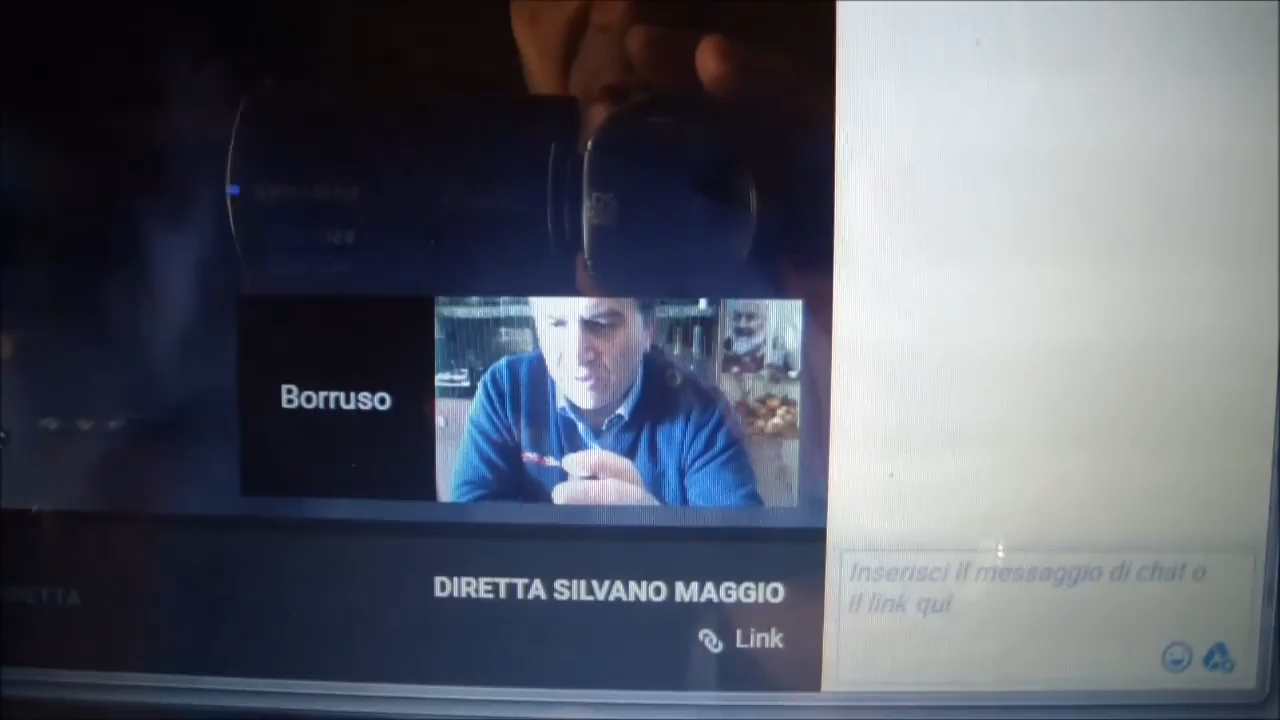 Borruso
DIRETTA SILVANO MAGGIO
Link
Inserisci il messaggio di chat o
il link qui